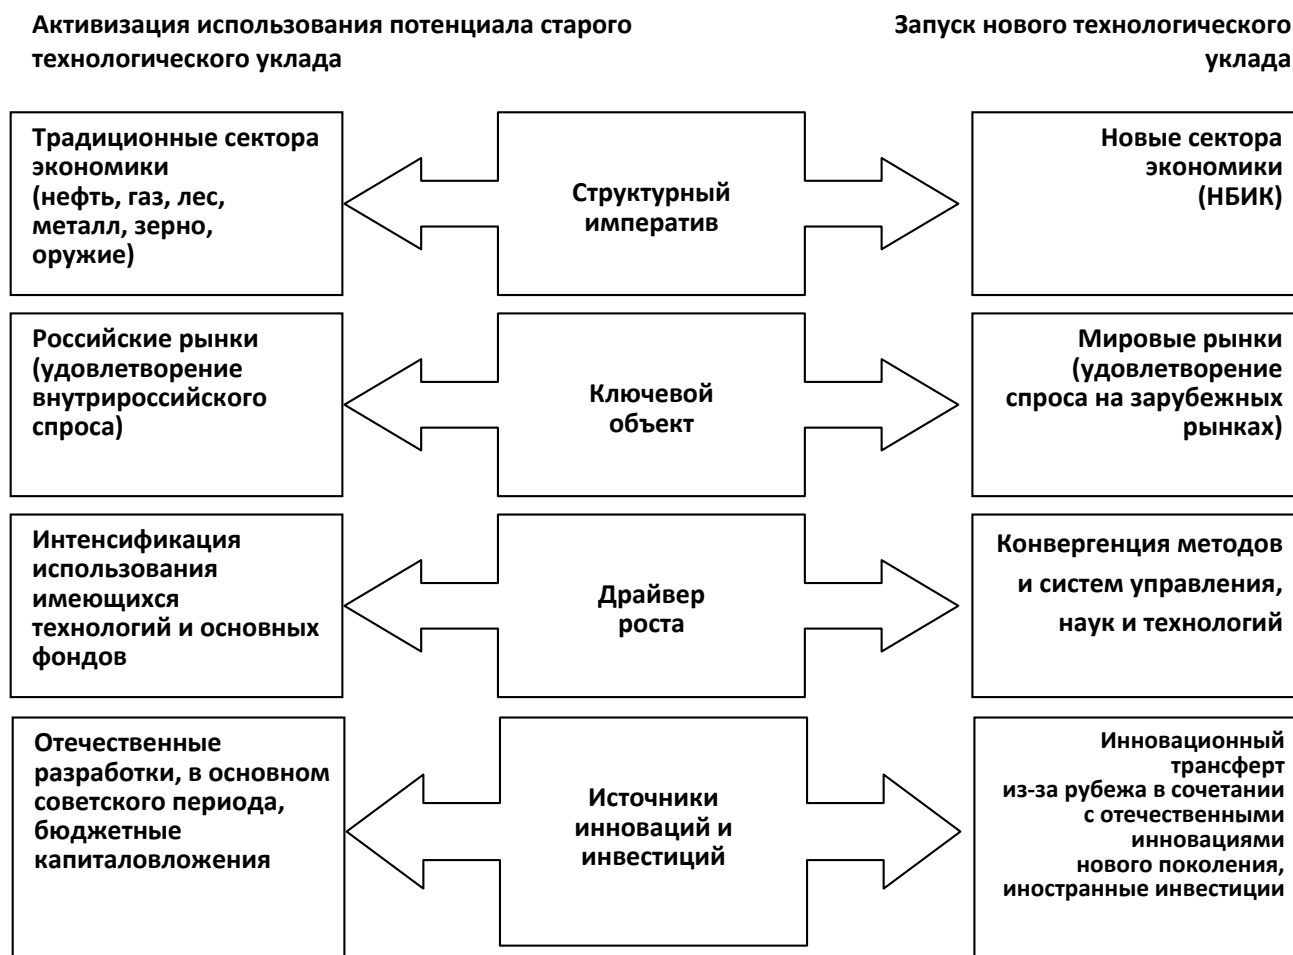 Активизация использования потенциала старого
технологического уклада
Запуск нового технологического
уклада
Традиционные сектора
экономики
(нефть, газ, лес,
металл, зерно,
оружие)
Структурный
императив
Новые сектора
экономики
(НБИК)
Российские рынки
(удовлетворение
внутрироссийского
спроса)
Ключевой
объект
Мировые рынки
(удовлетворение
спроса на зарубежных
рынках)
Интенсификация
использования
имеющихся
технологий и основных
фондов
Драйвер
роста
Конвергенция методов
и систем управления,
наук и технологий
Отечественные
разработки, в основном
советского периода,
бюджетные
капиталовложения
Источники
инноваций и
инвестиций
Инновационный
трансферт
из-за рубежа в сочетании
с отечественными
инновациями
нового поколения,
иностранные инвестиции